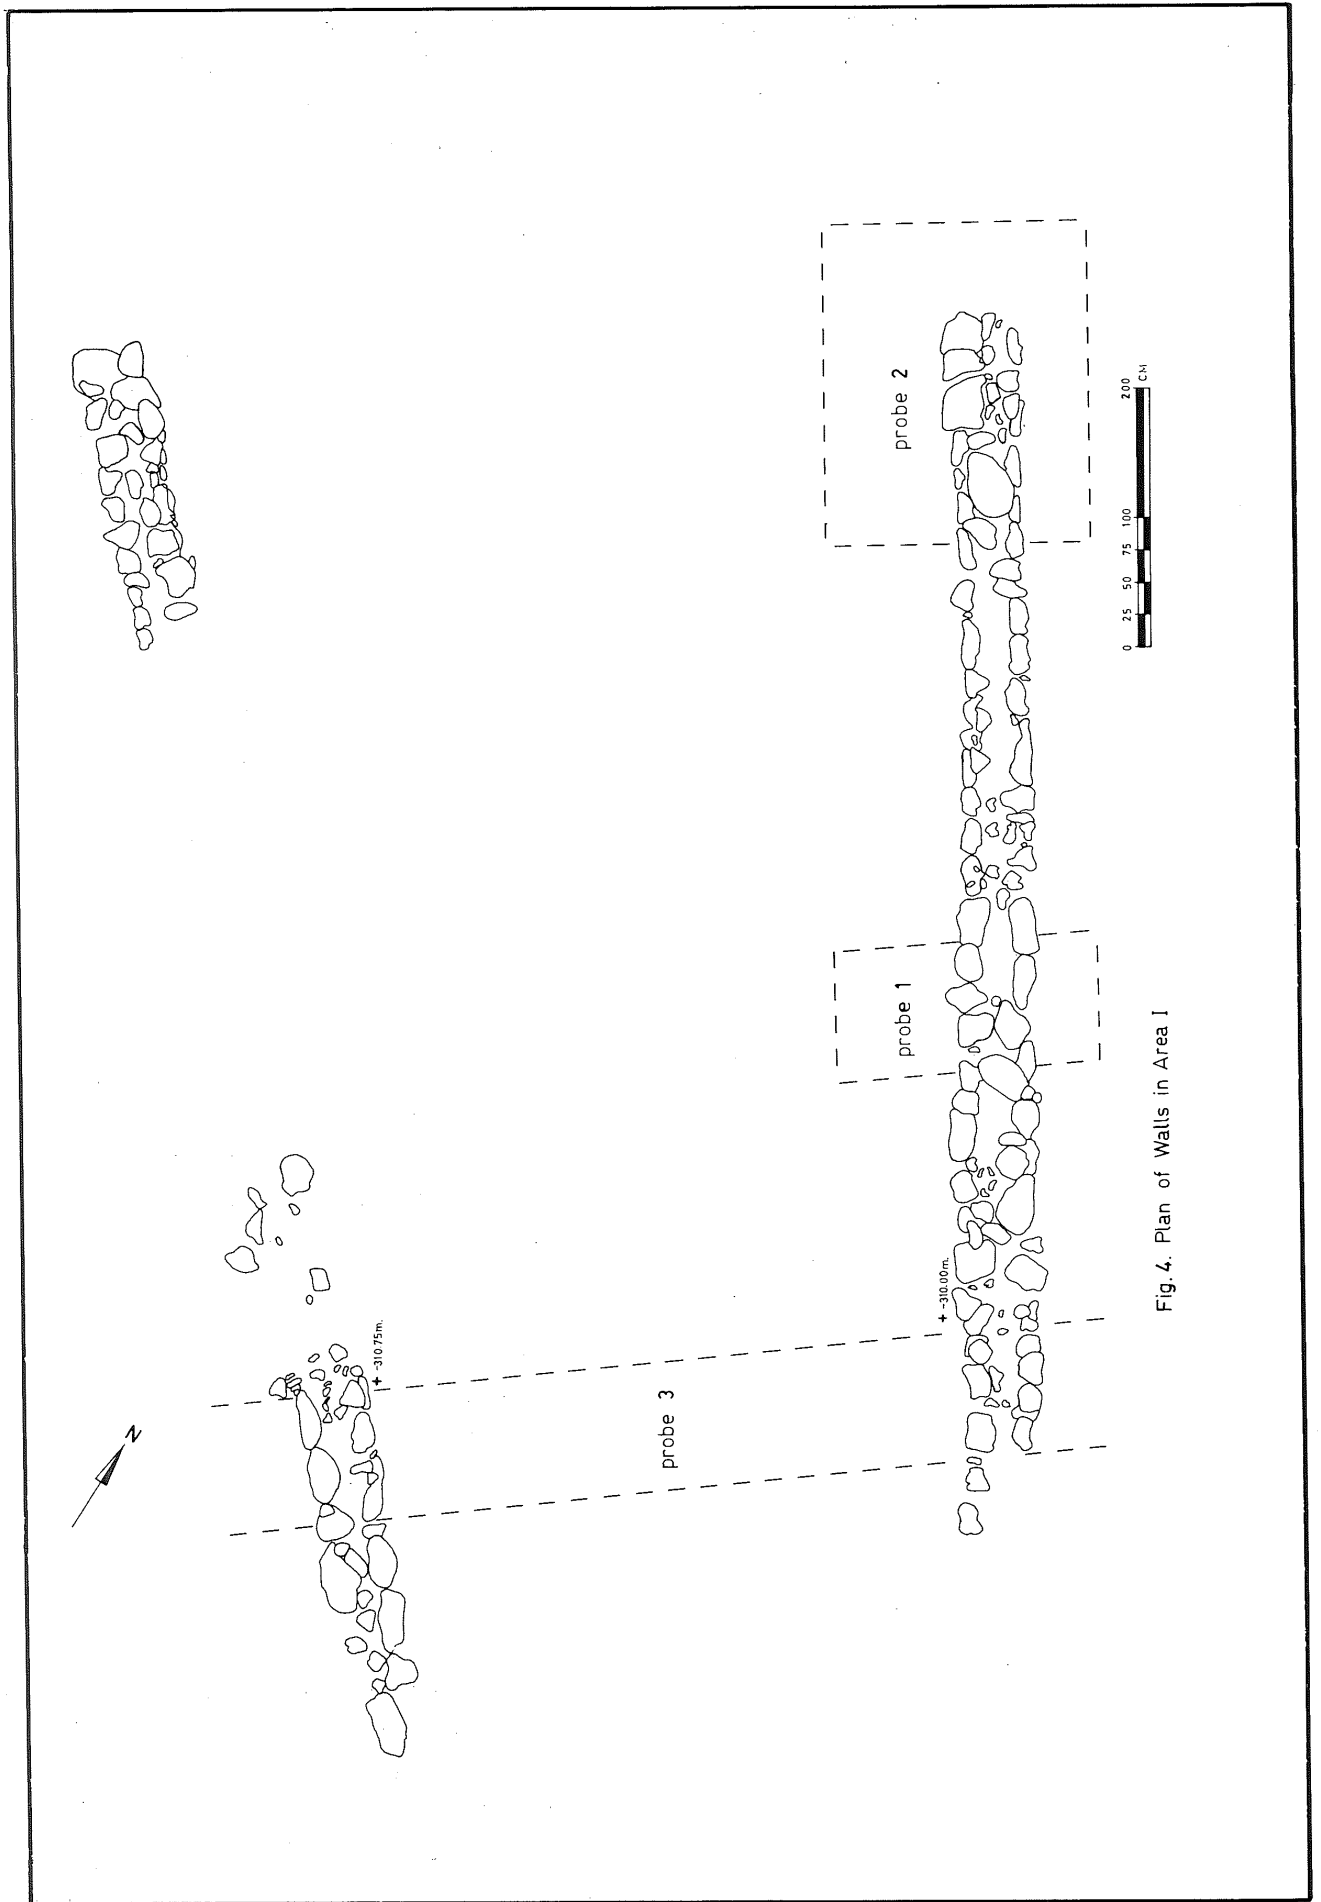 probe 2
200
CM
100
75
50
25
0
probe 1
Fig. 4. Plan of Walls in Area I
+ -310.00m.
+ -310.75m.
probe 3
N